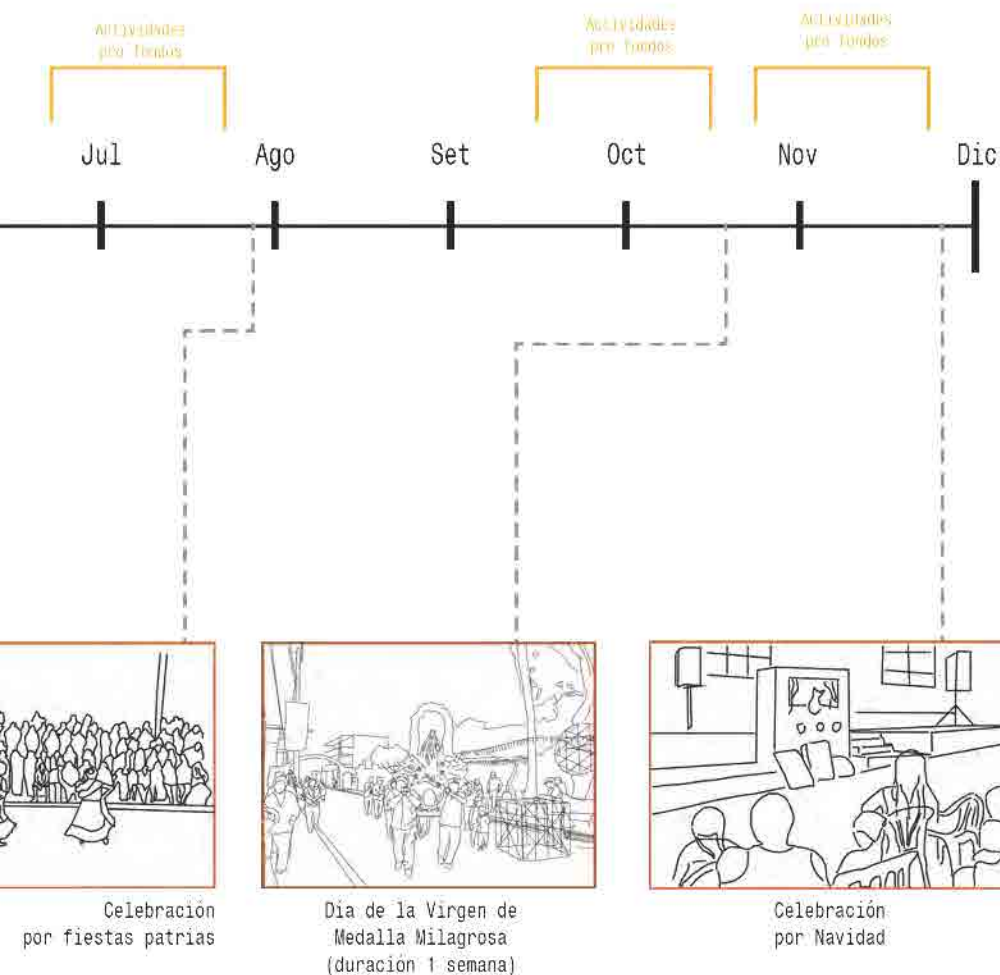 Actividades
pro fondos
Actividades
pro fondos
Actividades
pro fondos
Jul
Ago
Set
Oct
Nov
Dic
Celebración
por fiestas patrias
Dia de la Virgen de
Medalla Milagrosa
(duración 1 semana)
Celebración
por Navidad